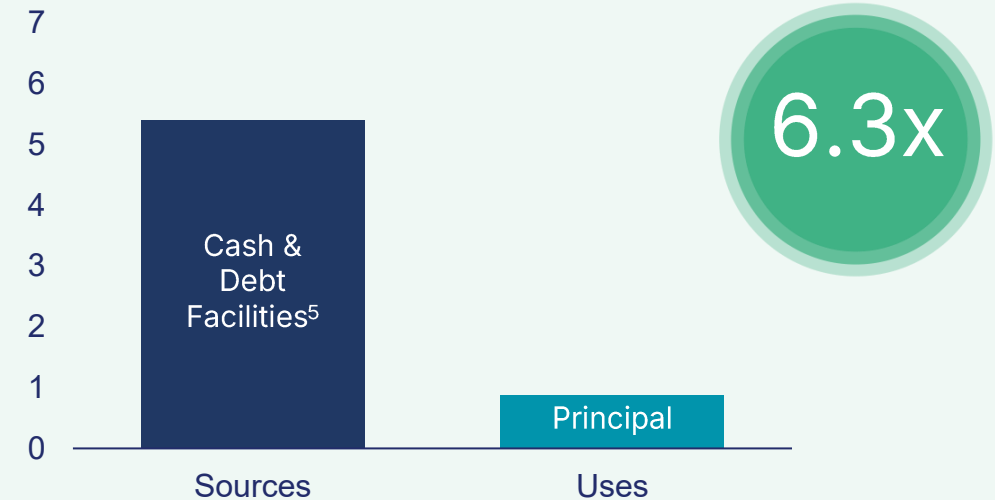 7
6
5
4
3
2
1
0
Cash &
Debt
Facilities⁵
Principal
Sources
Uses
6.3x